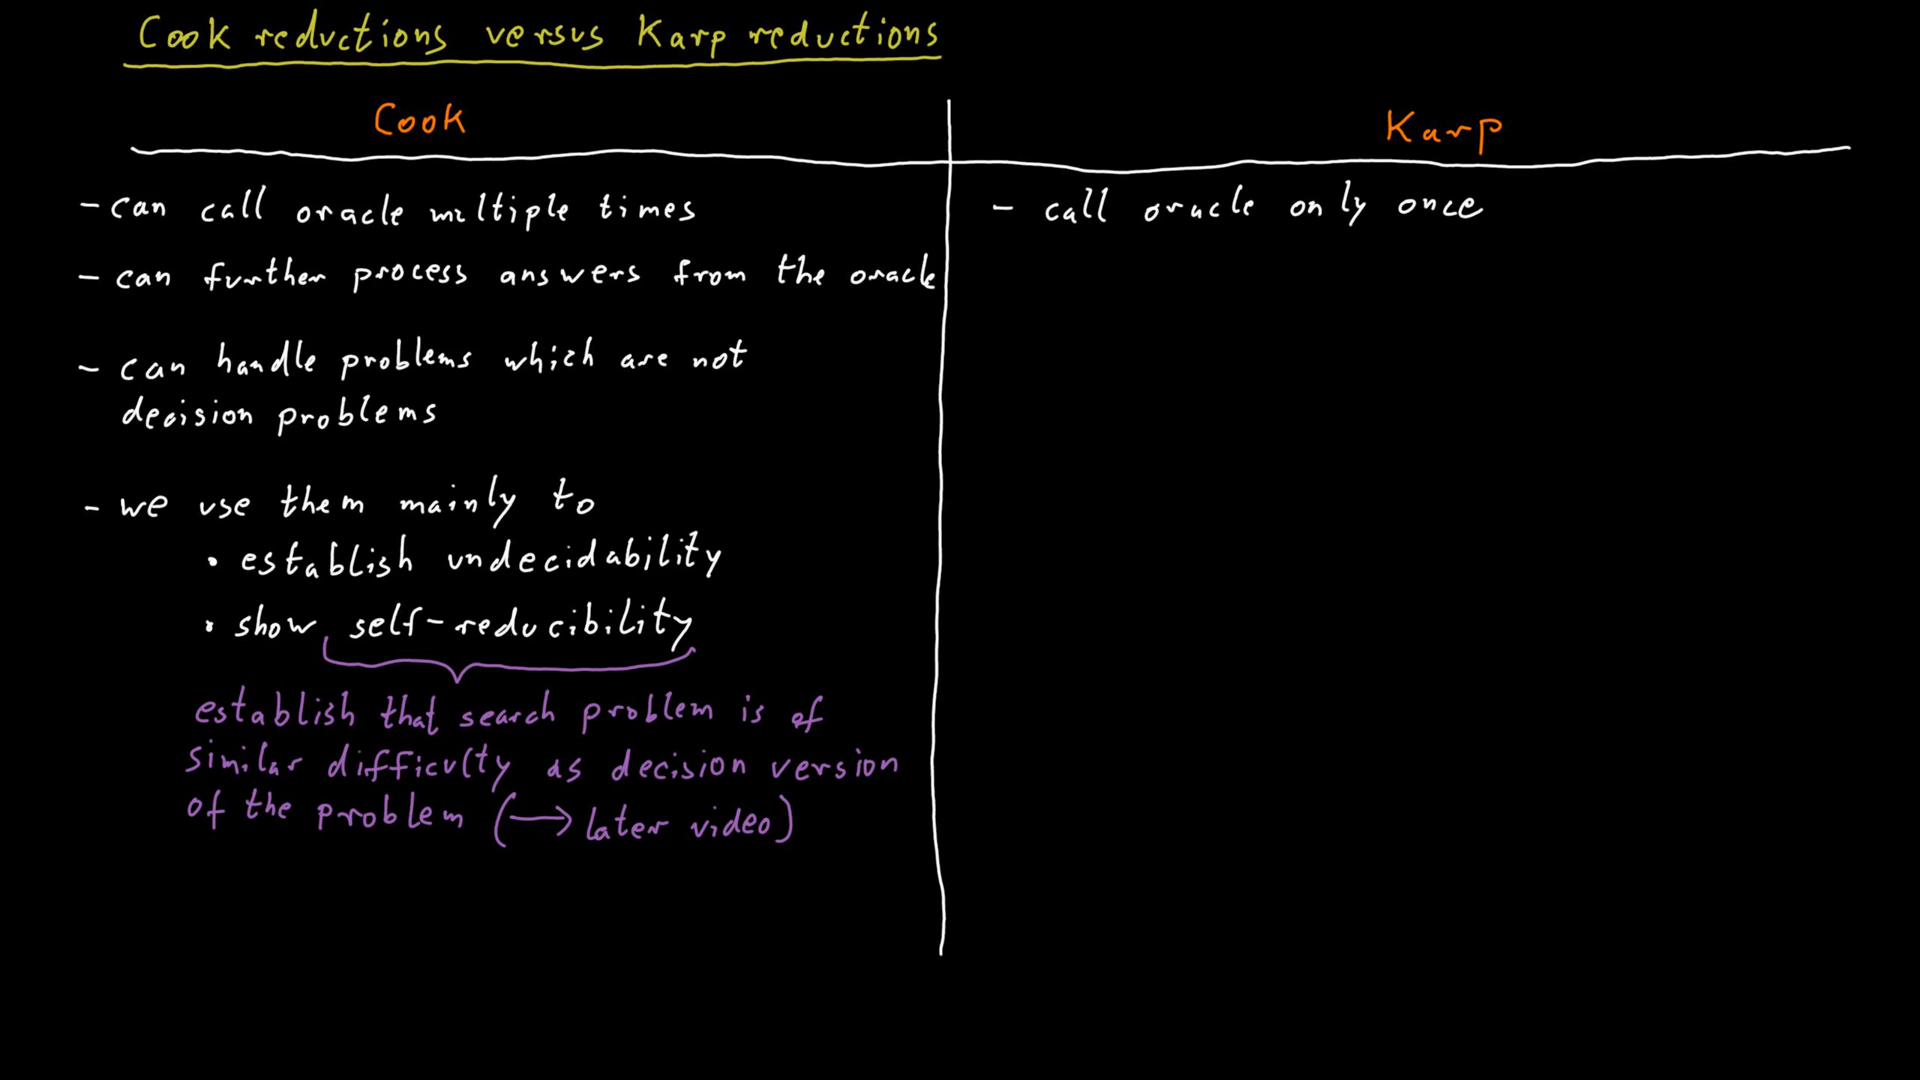 Cook reductions versus Karp reductions
Cook
- can call oracle multiple times
- can further process answers from the oracle
- can handle problems which are not
decision problems
- we use them mainly to
• establish undecidability
• show self-reducibility
establish that search problem is of
similar difficulty as decision version
of the problem (→ later video)
Karp
- call oracle only once